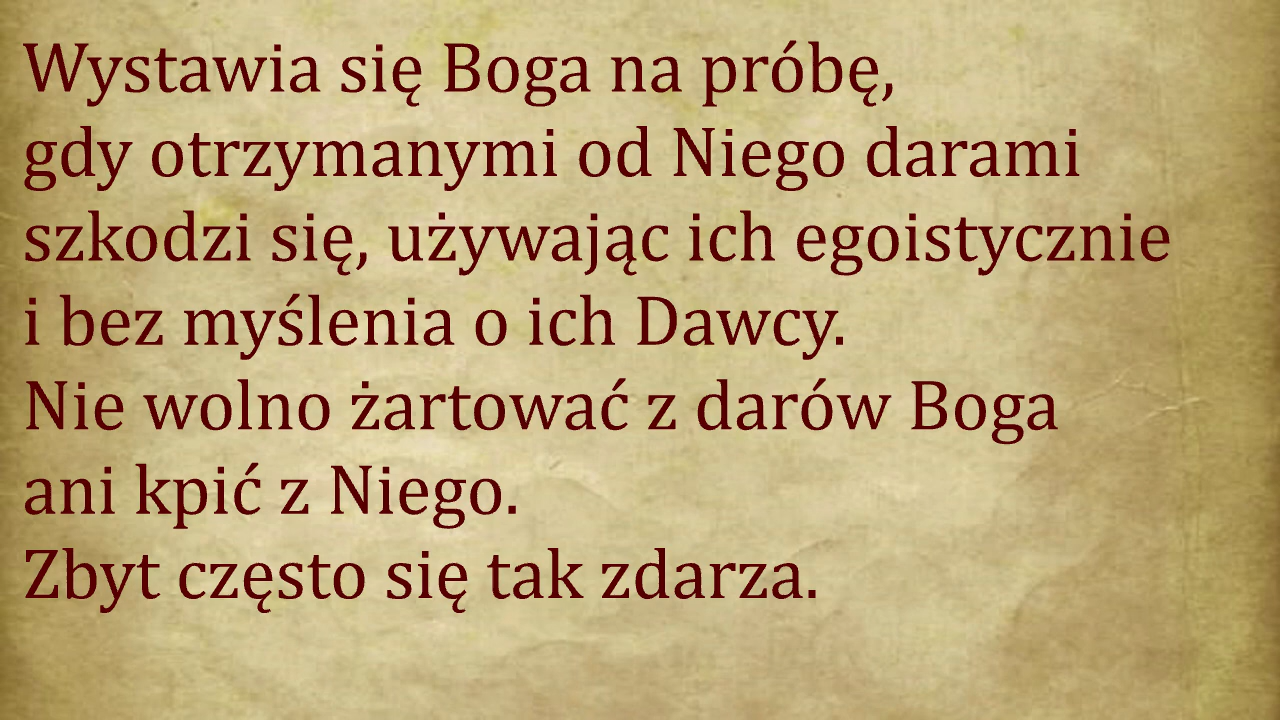 Wystawia się Boga na próbę,
gdy otrzymanymi od Niego darami
szkodzi się, używając ich egoistycznie
i bez myślenia o ich Dawcy.
Nie wolno żartować z darów Boga
ani kpić z Niego.
Zbyt często się tak zdarza.